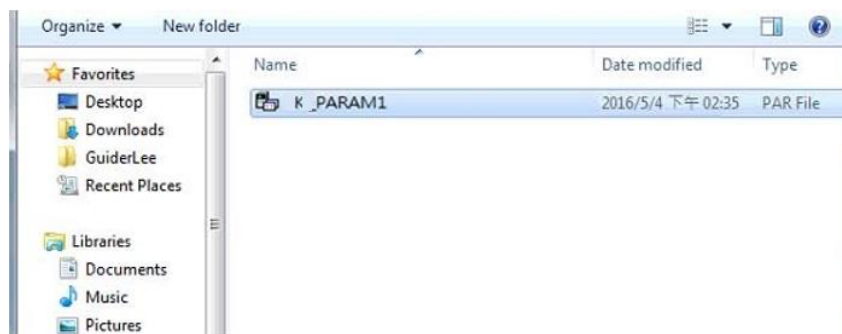 Organize New folder
Favorites
Desktop
Downloads
GuiderLee
Recent Places
Libraries
Documents
Music
Pictures
Name Date modified Type
K _PARAM1 2016/5/4 下午 02:35 PAR File